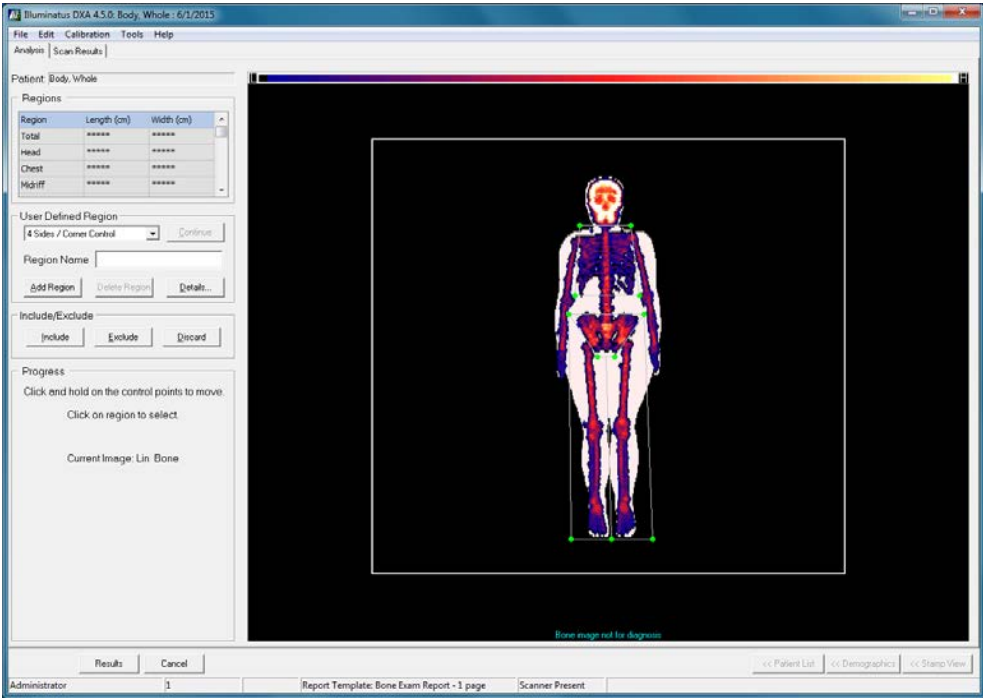 Illuminatus DXA 4.5.0: Body, Whole : 6/1/2015
File Edit Calibration Tools Help
Analysis Scan Results
Patient: Body, Whole
L H
Regions
Region Length (cm) Width (cm)
Total ***** *****
Head ***** *****
Chest ***** *****
Midriff ***** *****
User Defined Region
4 Sides / Corner Control Continue
Region Name
Add Region Delete Region Details...
Include/Exclude
Include Exclude Discard
Progress
Click and hold on the control points to move.
Click on region to select.
Current Image: Lin Bone
Bone image not for diagnosis
Results Cancel << Patient List << Demographics << Stamp View
Administrator 1 Report Template: Bone Exam Report - 1 page Scanner Present